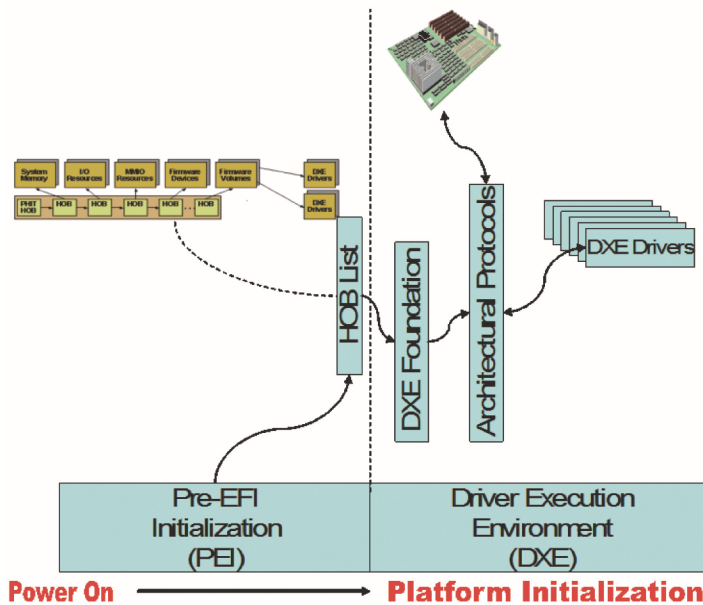 System
Memory
I/O
Resources
MMIO
Resources
Firmware
Devices
Firmware
Volumes
DXE
Drivers
PHIT
HOB
HOB
HOB
HOB
HOB
HOB
DXE
Drivers
HOB List
DXE Foundation
Architectural Protocols
DXE Drivers
Pre-EFI
Initialization
(PEI)
Driver Execution
Environment
(DXE)
Power On
Platform Initialization